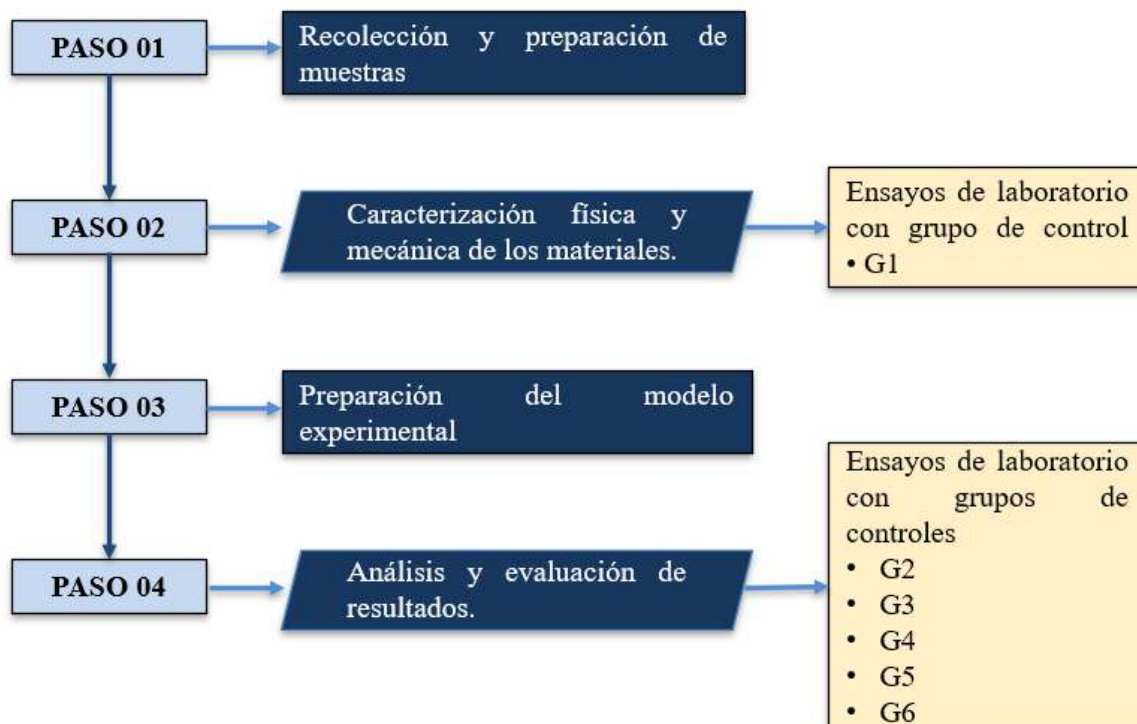 PASO 01
Recolección y preparación de
muestras
PASO 02
Caracterización física y
mecánica de los materiales.
Ensayos de laboratorio
con grupo de control
• G1
PASO 03
Preparación del modelo
experimental
PASO 04
Análisis y evaluación de
resultados.
Ensayos de laboratorio
con grupos de
controles
• G2
• G3
• G4
• G5
• G6